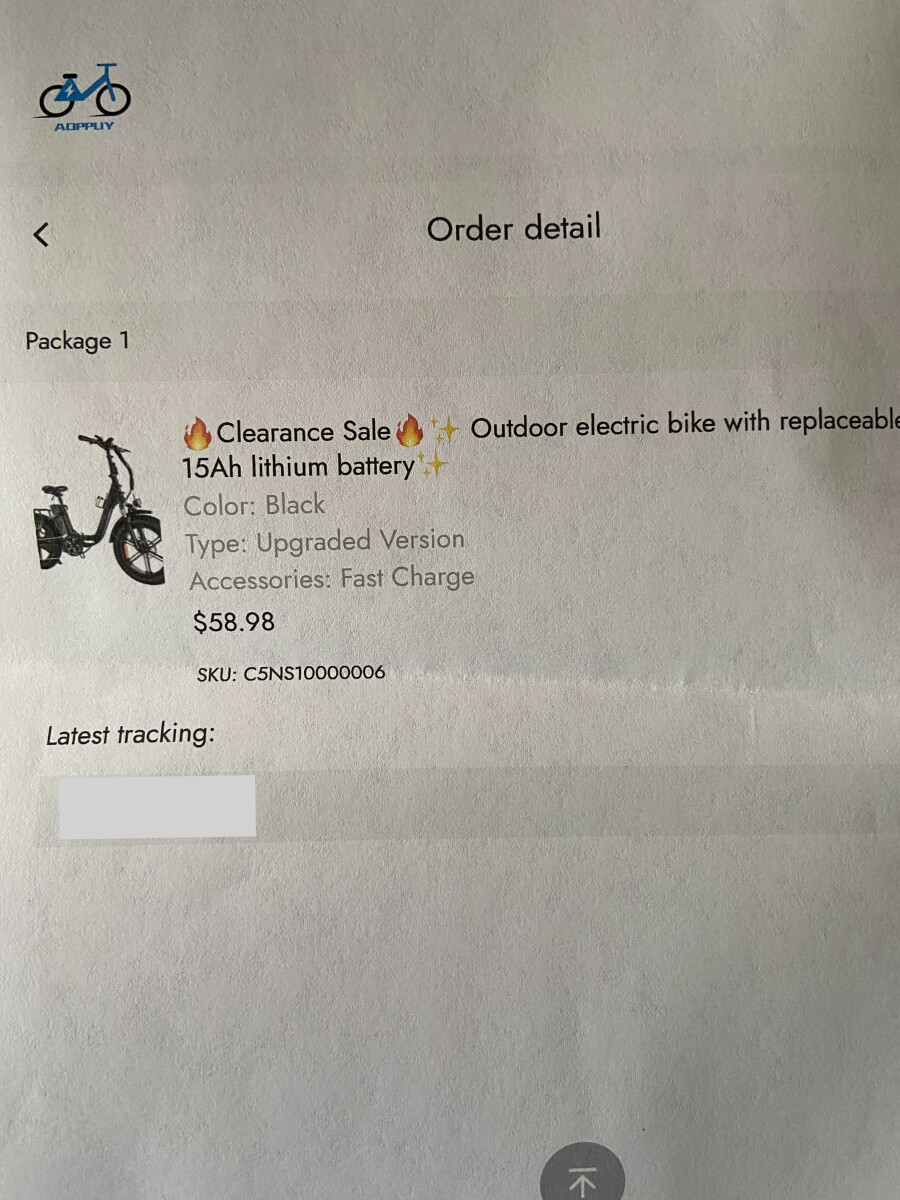 AOPPUY
Order detail
Package 1
🔥Clearance Sale🔥✨ Outdoor electric bike with replaceable
15Ah lithium battery✨
Color: Black
Type: Upgraded Version
Accessories: Fast Charge
$58.98
SKU: C5NS10000006
Latest tracking: